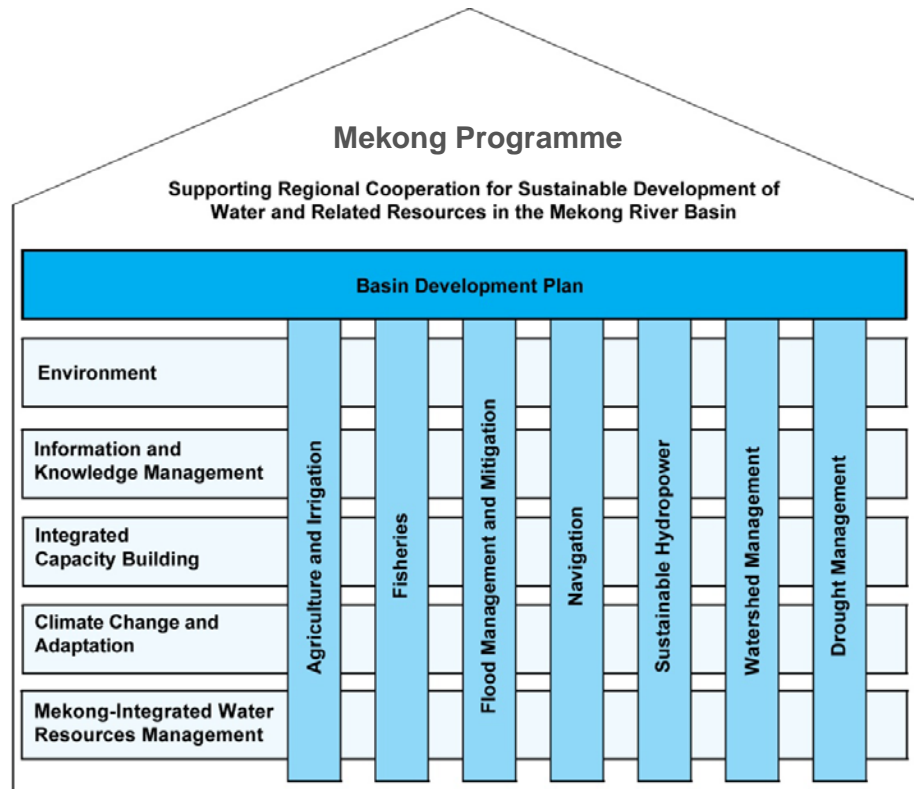 Mekong Programme
Supporting Regional Cooperation for Sustainable Development of
Water and Related Resources in the Mekong River Basin
Basin Development Plan
Environment
Information and
Knowledge Management
Integrated
Capacity Building
Climate Change and
Adaptation
Mekong-Integrated Water
Resources Management
Agriculture and Irrigation
Fisheries
Flood Management and Mitigation
Navigation
Sustainable Hydropower
Watershed Management
Drought Management